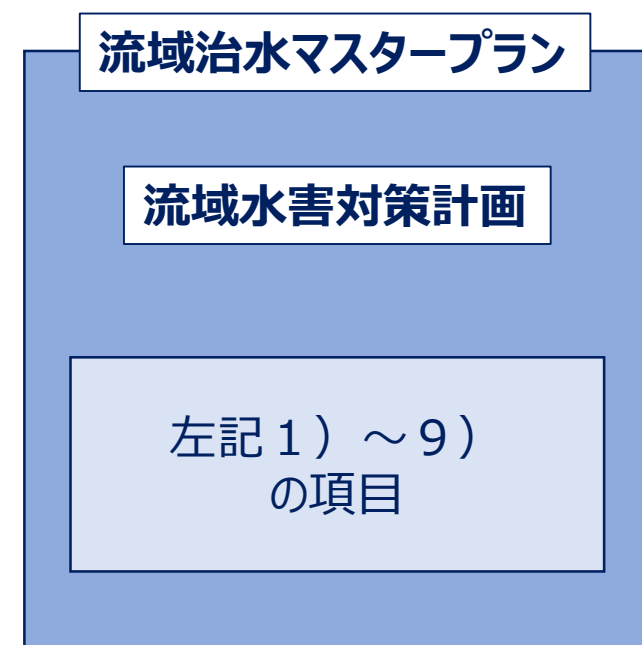 流域治水マスタープラン
流域水害対策計画
左記１）～９）
の項目